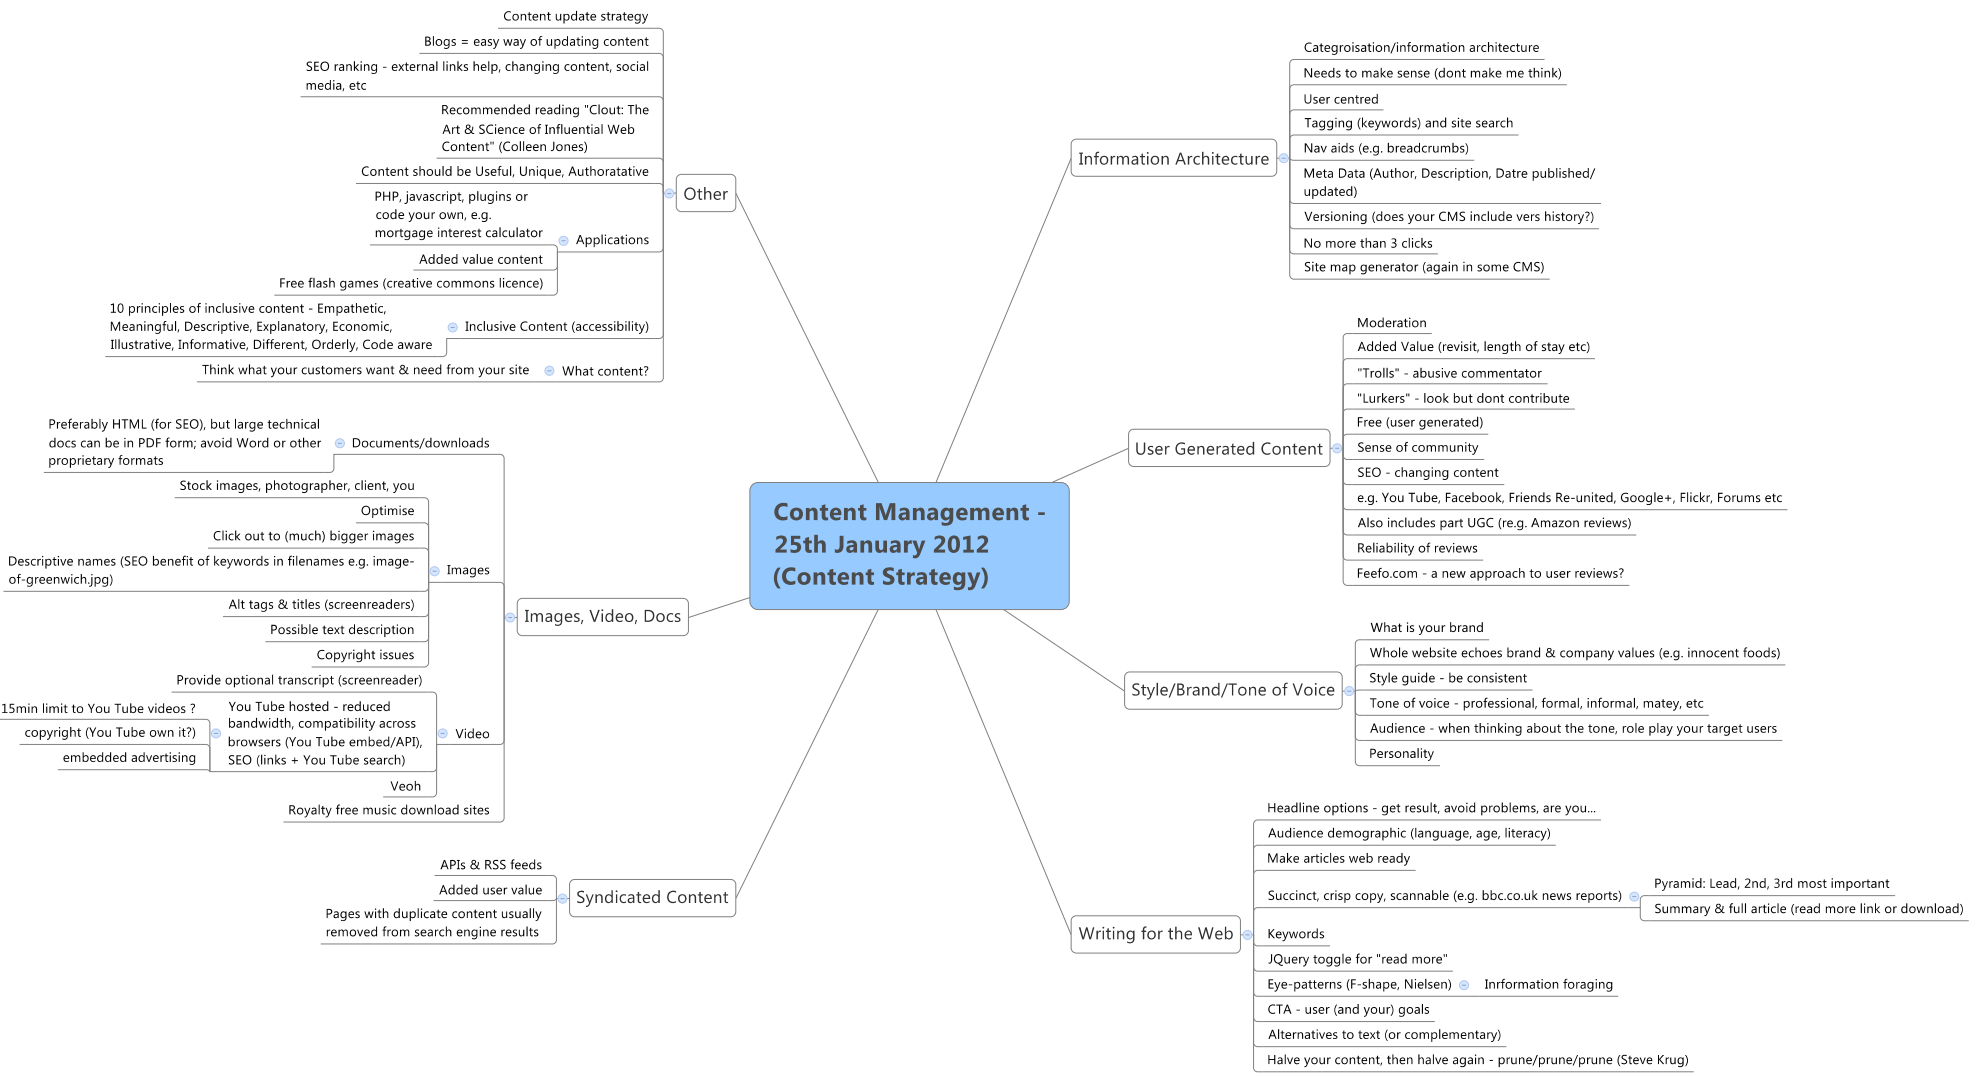 Content Management -
25th January 2012
(Content Strategy)
Information Architecture
Categroisation/information architecture
Needs to make sense (dont make me think)
User centred
Tagging (keywords) and site search
Nav aids (e.g. breadcrumbs)
Meta Data (Author, Description, Datre published/
updated)
Versioning (does your CMS include vers history?)
No more than 3 clicks
Site map generator (again in some CMS)
User Generated Content
Moderation
Added Value (revisit, length of stay etc)
"Trolls" - abusive commentator
"Lurkers" - look but dont contribute
Free (user generated)
Sense of community
SEO - changing content
e.g. You Tube, Facebook, Friends Re-united, Google+, Flickr, Forums etc
Also includes part UGC (re.g. Amazon reviews)
Reliability of reviews
Feefo.com - a new approach to user reviews?
Style/Brand/Tone of Voice
What is your brand
Whole website echoes brand & company values (e.g. innocent foods)
Style guide - be consistent
Tone of voice - professional, formal, informal, matey, etc
Audience - when thinking about the tone, role play your target users
Personality
Writing for the Web
Headline options - get result, avoid problems, are you...
Audience demographic (language, age, literacy)
Make articles web ready
Succinct, crisp copy, scannable (e.g. bbc.co.uk news reports)
Pyramid: Lead, 2nd, 3rd most important
Summary & full article (read more link or download)
Keywords
JQuery toggle for "read more"
Eye-patterns (F-shape, Nielsen)
Inrformation foraging
CTA - user (and your) goals
Alternatives to text (or complementary)
Halve your content, then halve again - prune/prune/prune (Steve Krug)
Other
Content update strategy
Blogs = easy way of updating content
SEO ranking - external links help, changing content, social
media, etc
Recommended reading "Clout: The
Art & SCience of Influential Web
Content" (Colleen Jones)
Content should be Useful, Unique, Authoratative
Applications
PHP, javascript, plugins or
code your own, e.g.
mortgage interest calculator
Added value content
Free flash games (creative commons licence)
Inclusive Content (accessibility)
10 principles of inclusive content - Empathetic,
Meaningful, Descriptive, Explanatory, Economic,
Illustrative, Informative, Different, Orderly, Code aware
What content?
Think what your customers want & need from your site
Images, Video, Docs
Documents/downloads
Preferably HTML (for SEO), but large technical
docs can be in PDF form; avoid Word or other
proprietary formats
Images
Stock images, photographer, client, you
Optimise
Click out to (much) bigger images
Descriptive names (SEO benefit of keywords in filenames e.g. image-
of-greenwich.jpg)
Alt tags & titles (screenreaders)
Possible text description
Copyright issues
Video
Provide optional transcript (screenreader)
You Tube hosted - reduced
bandwidth, compatibility across
browsers (You Tube embed/API),
SEO (links + You Tube search)
15min limit to You Tube videos ?
copyright (You Tube own it?)
embedded advertising
Veoh
Royalty free music download sites
Syndicated Content
APIs & RSS feeds
Added user value
Pages with duplicate content usually
removed from search engine results